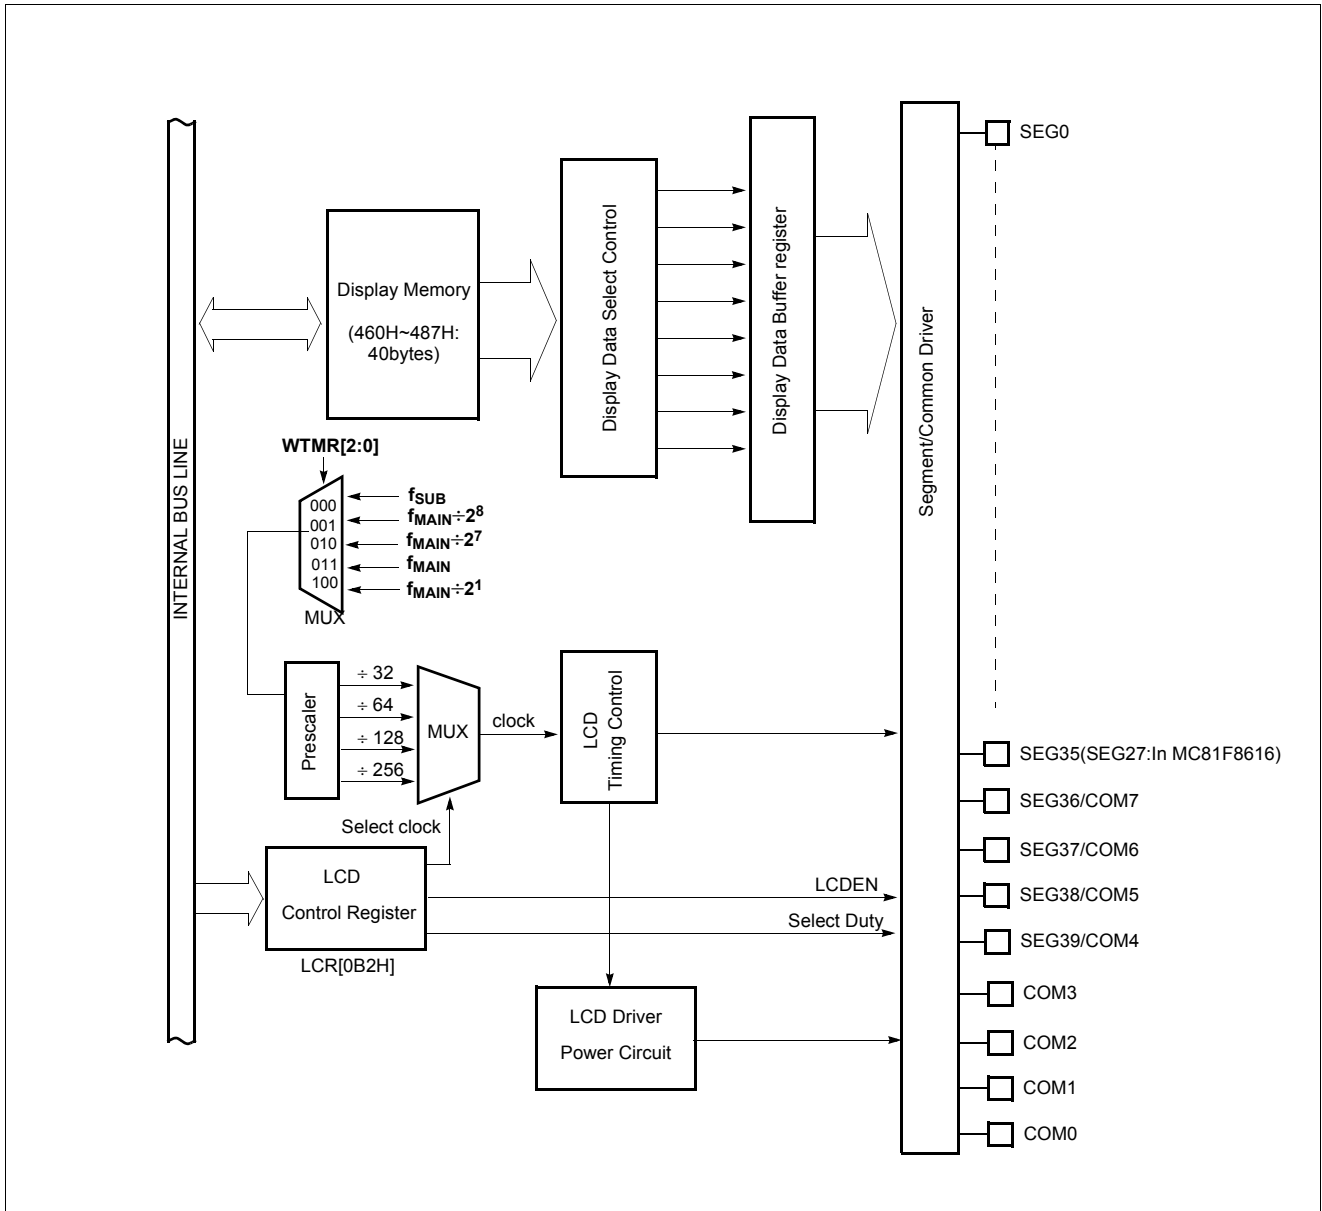 INTERNAL BUS LINE
Display Memory
(460H~487H:
40bytes)
Display Data Select Control
Display Data Buffer register
Segment/Common Driver
SEG0
WTMR[2:0]
000
001
010
011
100
MUX
fSUB
fMAIN÷2⁸
fMAIN÷2⁷
fMAIN
fMAIN÷2¹
Prescaler
÷ 32
÷ 64
÷ 128
÷ 256
MUX
clock
LCD
Timing Control
Select clock
LCD
Control Register
LCR[0B2H]
LCDEN
Select Duty
LCD Driver
Power Circuit
SEG35(SEG27:In MC81F8616)
SEG36/COM7
SEG37/COM6
SEG38/COM5
SEG39/COM4
COM3
COM2
COM1
COM0